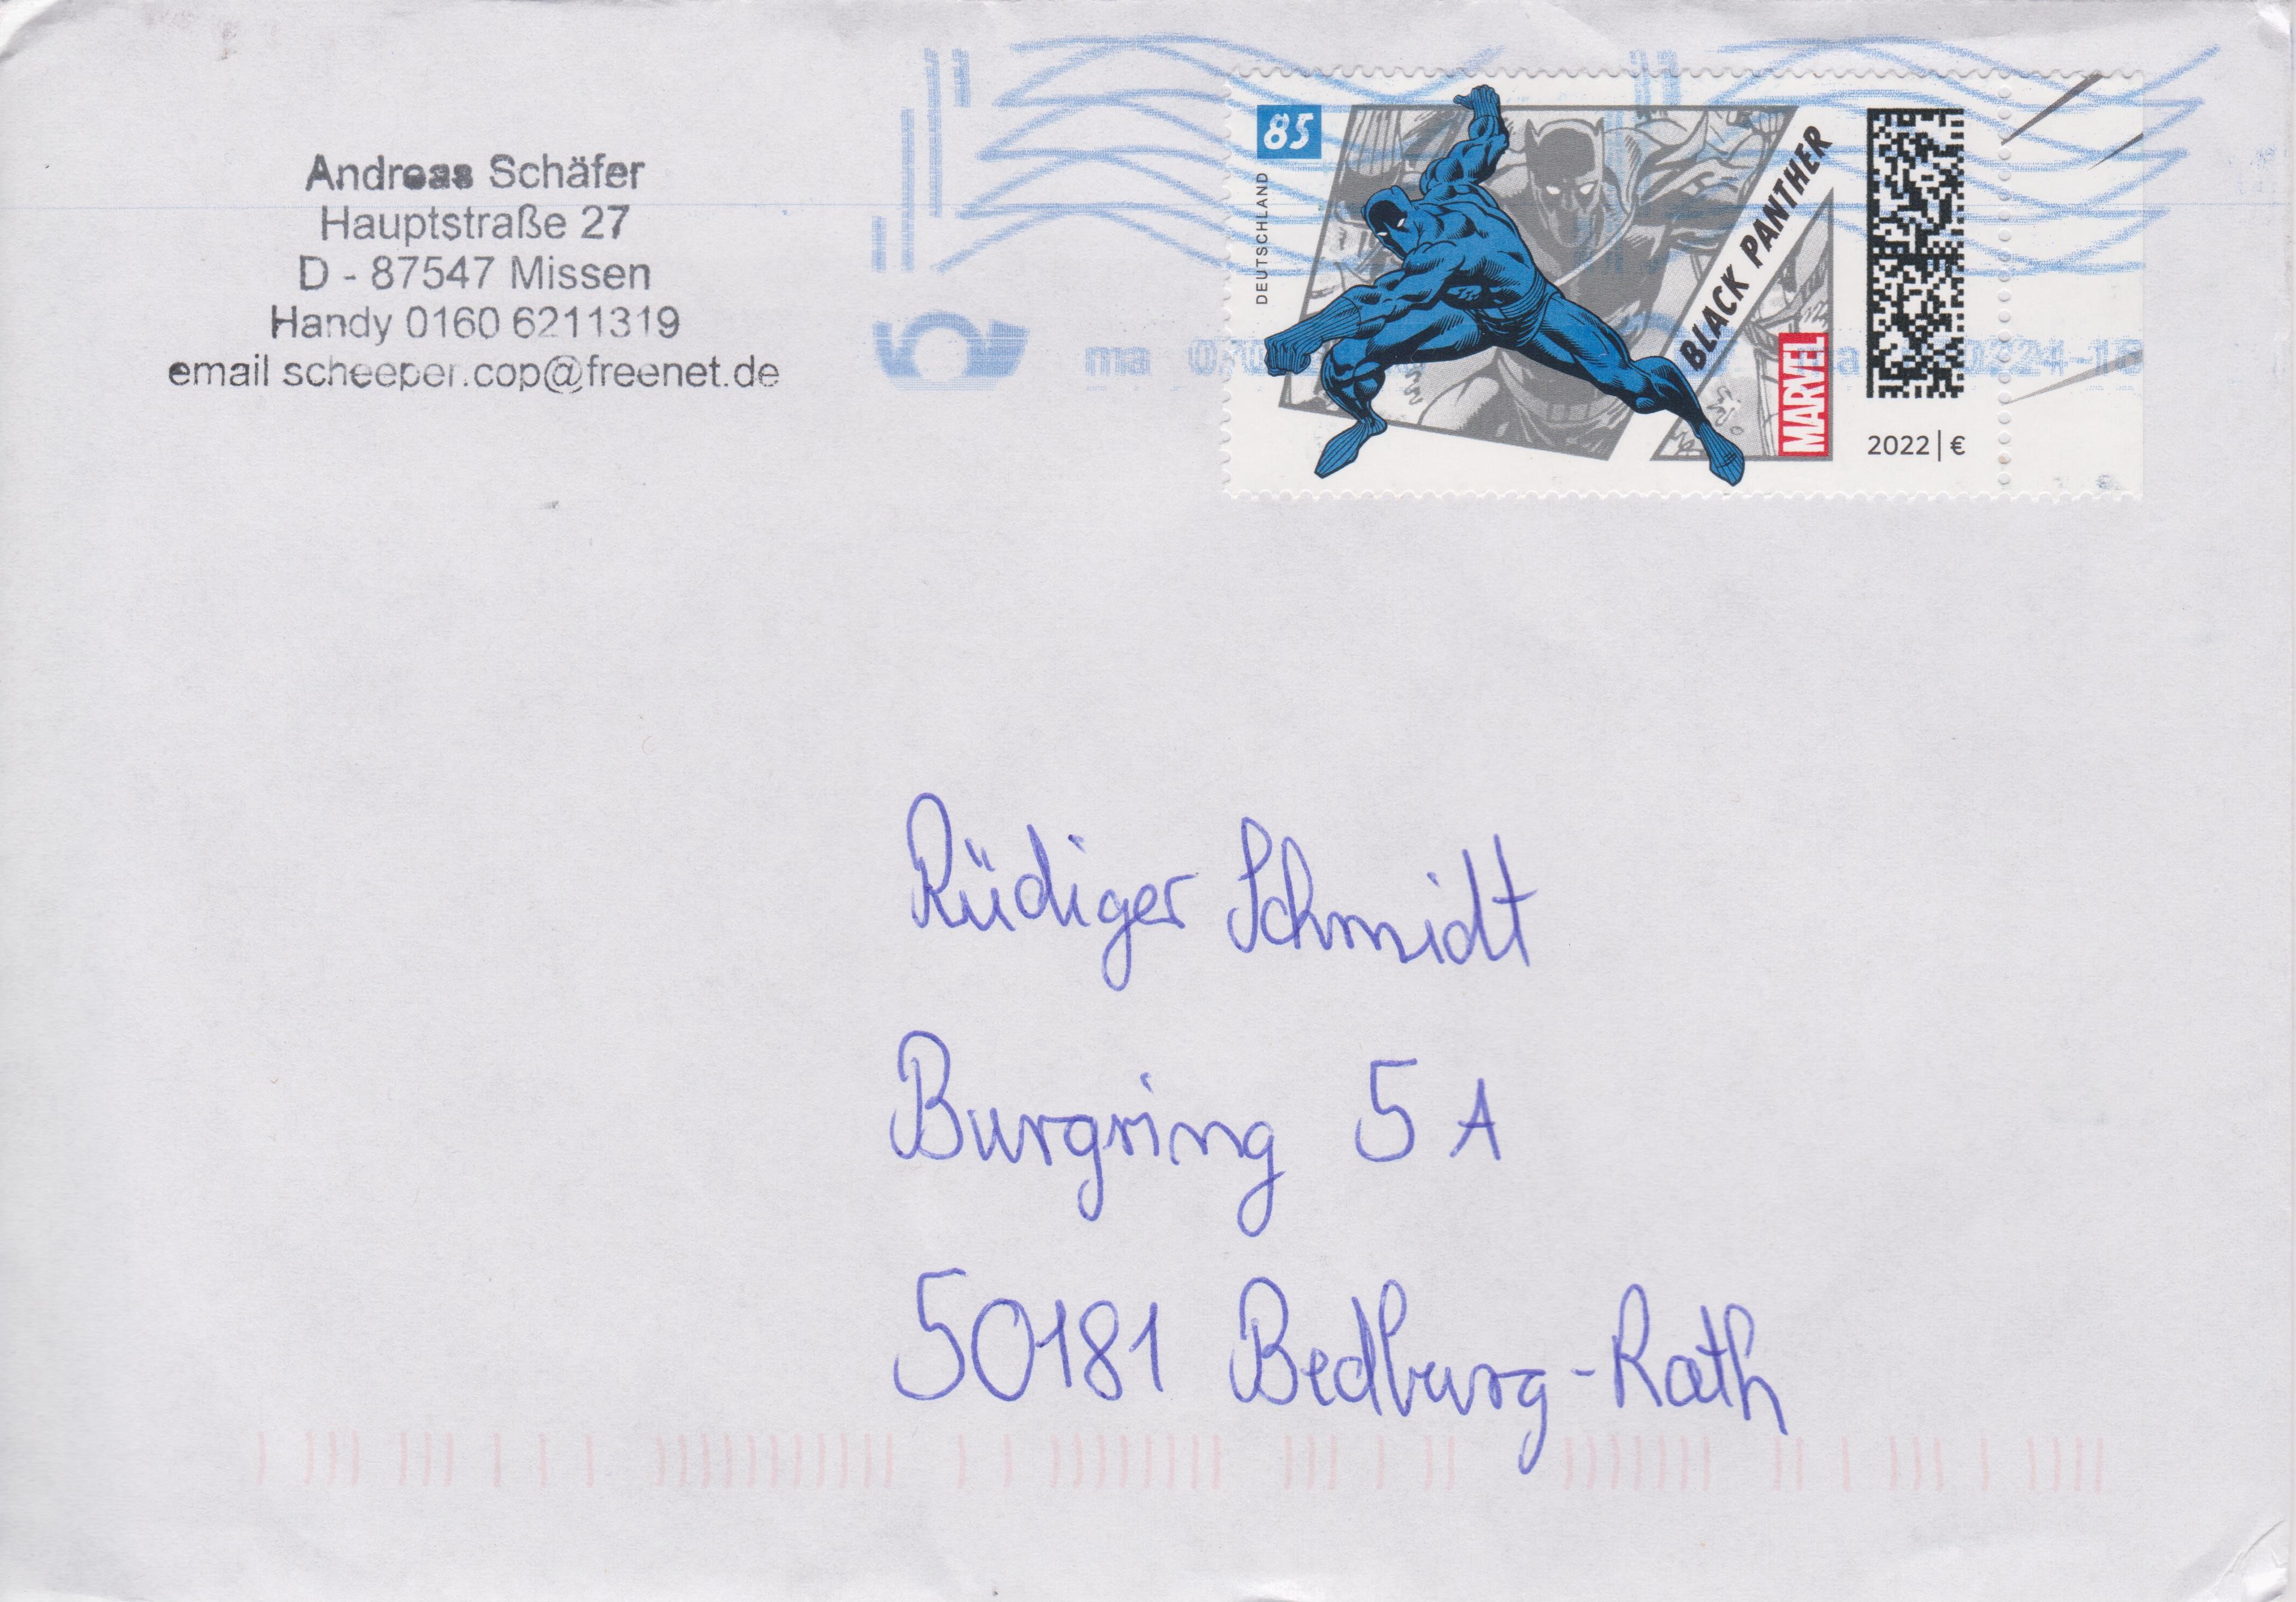 Andreas Schäfer
Hauptstraße 27
D - 87547 Missen
Handy 0160 6211319
email scheeper.cop@freenet.de
85
DEUTSCHLAND
BLACK PANTHER
MARVEL
2022 | €
ma
Rüdiger Schmidt
Burgring 5 A
50181 Bedburg-Rath